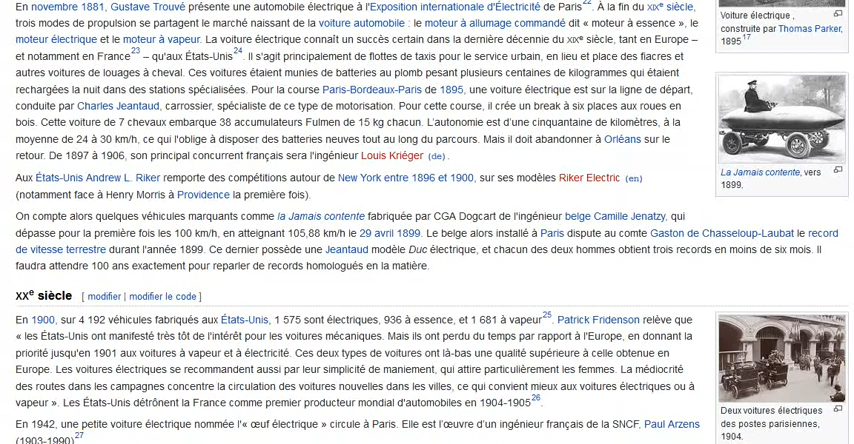 En novembre 1881, Gustave Trouvé présente une automobile électrique à l'Exposition internationale d'Électricité de Paris22. À la fin du XIXe siècle,
trois modes de propulsion se partagent le marché naissant de la voiture automobile : le moteur à allumage commandé dit « moteur à essence », le
moteur électrique et le moteur à vapeur. La voiture électrique connaît un succès certain dans la dernière décennie du XIXe siècle, tant en Europe –
et notamment en France23 – qu'aux États-Unis24. Il s'agit principalement de flottes de taxis pour le service urbain, en lieu et place des fiacres et
autres voitures de louages à cheval. Ces voitures étaient munies de batteries au plomb pesant plusieurs centaines de kilogrammes qui étaient
rechargées la nuit dans des stations spécialisées. Pour la course Paris-Bordeaux-Paris de 1895, une voiture électrique est sur la ligne de départ,
conduite par Charles Jeantaud, carrossier, spécialiste de ce type de motorisation. Pour cette course, il crée un break à six places aux roues en
bois. Cette voiture de 7 chevaux embarque 38 accumulateurs Fulmen de 15 kg chacun. L'autonomie est d'une cinquantaine de kilomètres, à la
moyenne de 24 à 30 km/h, ce qui l'oblige à disposer des batteries neuves tout au long du parcours. Mais il doit abandonner à Orléans sur le
retour. De 1897 à 1906, son principal concurrent français sera l'ingénieur Louis Kriéger (de) .
Aux États-Unis Andrew L. Riker remporte des compétitions autour de New York entre 1896 et 1900, sur ses modèles Riker Electric (en)
(notamment face à Henry Morris à Providence la première fois).
On compte alors quelques véhicules marquants comme la Jamais contente fabriquée par CGA Dogcart de l'ingénieur belge Camille Jenatzy, qui
dépasse pour la première fois les 100 km/h, en atteignant 105,88 km/h le 29 avril 1899. Le belge alors installé à Paris dispute au comte Gaston de Chasseloup-Laubat le record
de vitesse terrestre durant l'année 1899. Ce dernier possède une Jeantaud modèle Duc électrique, et chacun des deux hommes obtient trois records en moins de six mois. Il
faudra attendre 100 ans exactement pour reparler de records homologués en la matière.
XXe siècle [ modifier | modifier le code ]
En 1900, sur 4 192 véhicules fabriqués aux États-Unis, 1 575 sont électriques, 936 à essence, et 1 681 à vapeur25. Patrick Fridenson relève que
« les États-Unis ont manifesté très tôt de l'intérêt pour les voitures mécaniques. Mais ils ont perdu du temps par rapport à l'Europe, en donnant la
priorité jusqu'en 1901 aux voitures à vapeur et à électricité. Ces deux types de voitures ont là-bas une qualité supérieure à celle obtenue en
Europe. Les voitures électriques se recommandent aussi par leur simplicité de maniement, qui attire particulièrement les femmes. La médiocrité
des routes dans les campagnes concentre la circulation des voitures nouvelles dans les villes, ce qui convient mieux aux voitures électriques ou à
vapeur ». Les États-Unis détrônent la France comme premier producteur mondial d'automobiles en 1904-190526.
En 1942, une petite voiture électrique nommée l'« œuf électrique » circule à Paris. Elle est l'œuvre d'un ingénieur français de la SNCF, Paul Arzens
(1903-1990)27
Voiture électrique ,
construite par Thomas Parker,
189517
La Jamais contente, vers
1899.
Deux voitures électriques
des postes parisiennes,
1904.